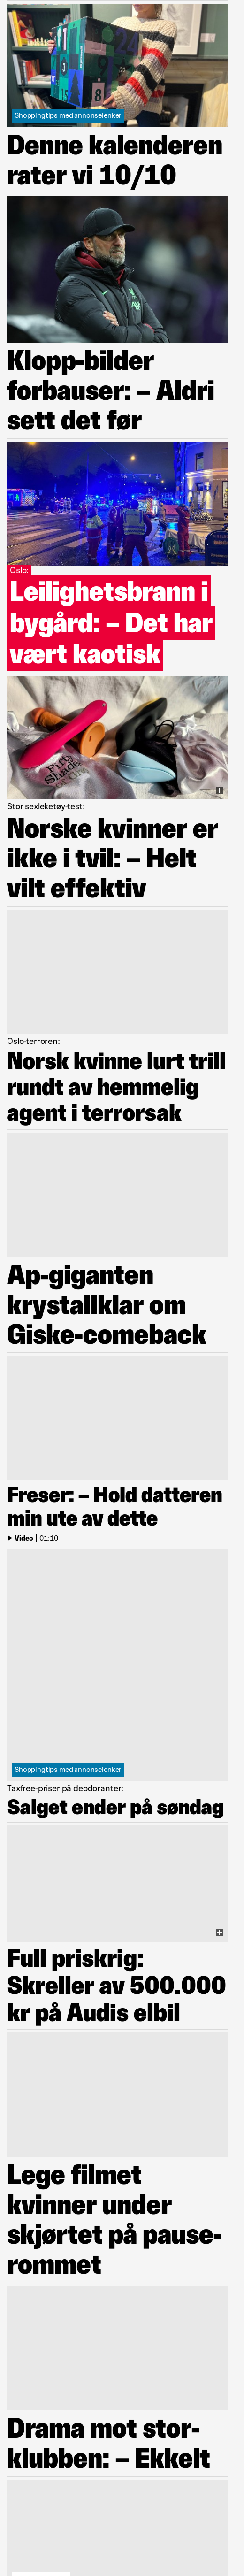 Shoppingtips med annonselenker
Denne kalenderen
rater vi 10/10
Klopp-bilder
forbauser: – Aldri
sett det før
Oslo:
Leilighetsbrann i
bygård: – Det har
vært kaotisk
Stor sexleketøy-test:
Norske kvinner er
ikke i tvil: – Helt
vilt effektiv
Oslo-terroren:
Norsk kvinne lurt trill
rundt av hemmelig
agent i terrorsak
Ap-giganten
krystallklar om
Giske-comeback
Freser: – Hold datteren
min ute av dette
Video | 01:10
Shoppingtips med annonselenker
Taxfree-priser på deodoranter:
Salget ender på søndag
Full priskrig:
Skreller av 500.000
kr på Audis elbil
Lege filmet
kvinner under
skjørtet på pause-
rommet
Drama mot stor-
klubben: – Ekkelt